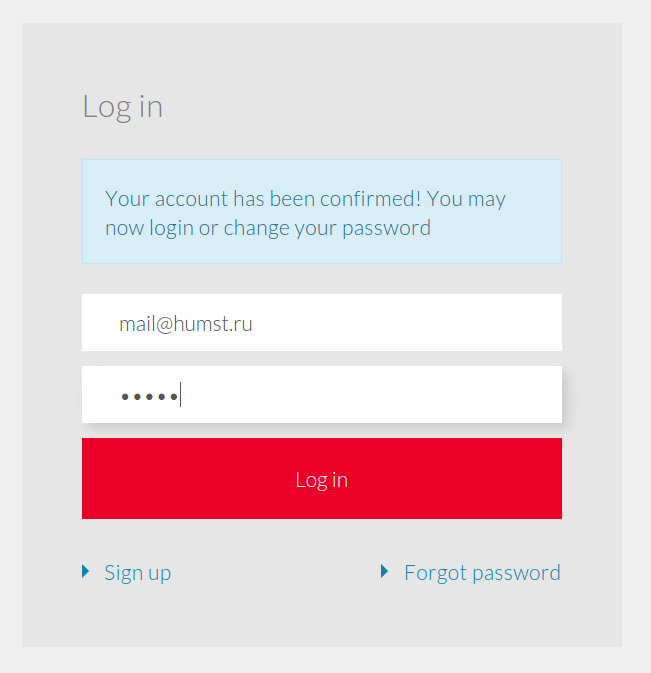 Log in
Your account has been confirmed! You may
now login or change your password
mail@humst.ru
•••••
Log in
Sign up
Forgot password